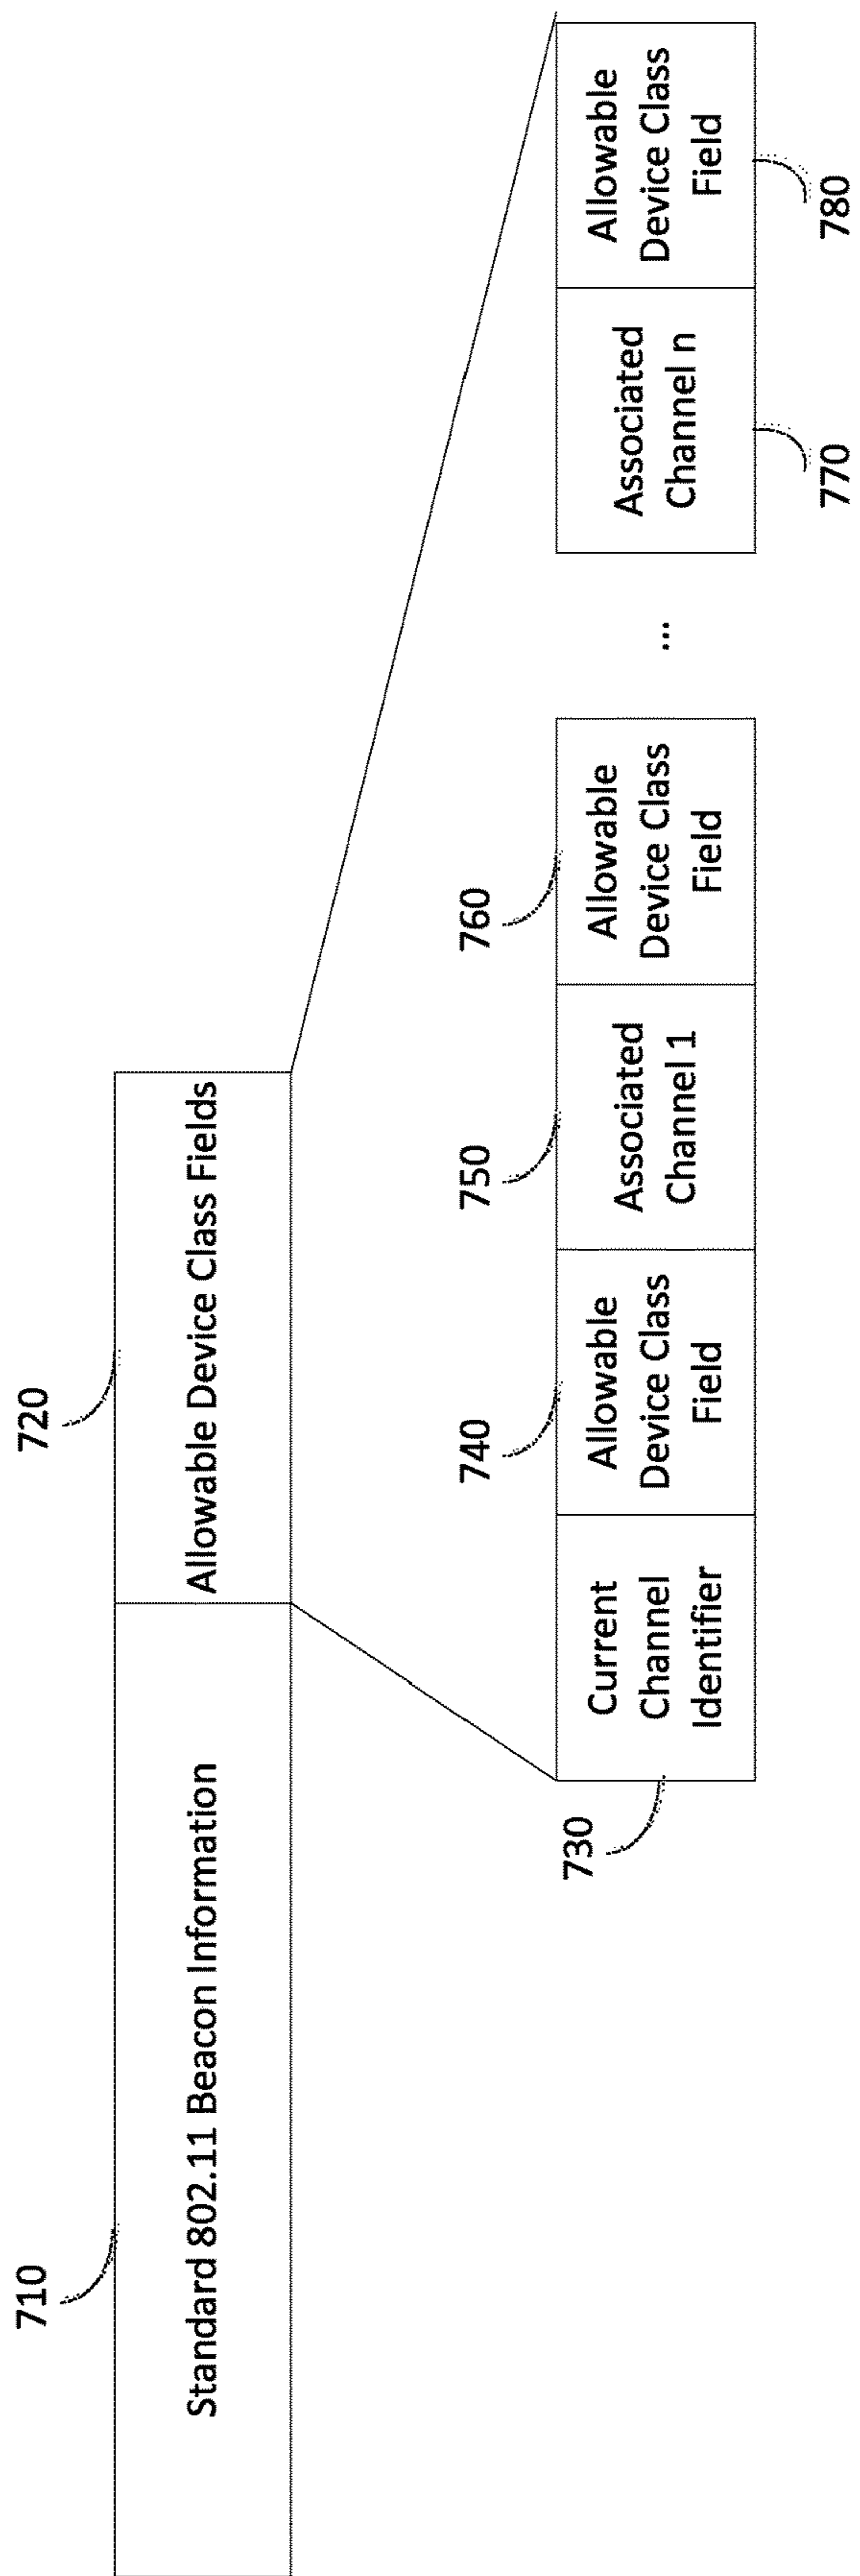 710
720
Standard 802.11 Beacon Information
Allowable Device Class Fields
730
740
750
760
Current
Channel
Identifier
Allowable
Device Class
Field
Associated
Channel 1
Allowable
Device Class
Field
...
Associated
Channel n
Allowable
Device Class
Field
770
780